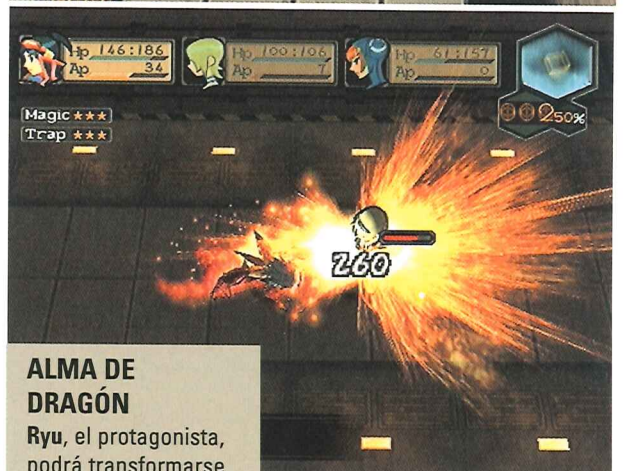 Hp 146:186
Ap 34
Hp 100:106
Ap 7
Hp 61:157
Ap 0
250%
Magic★★★
Trap ★★★
260
ALMA DE
DRAGÓN
Ryu, el protagonista,
podrá transformarse